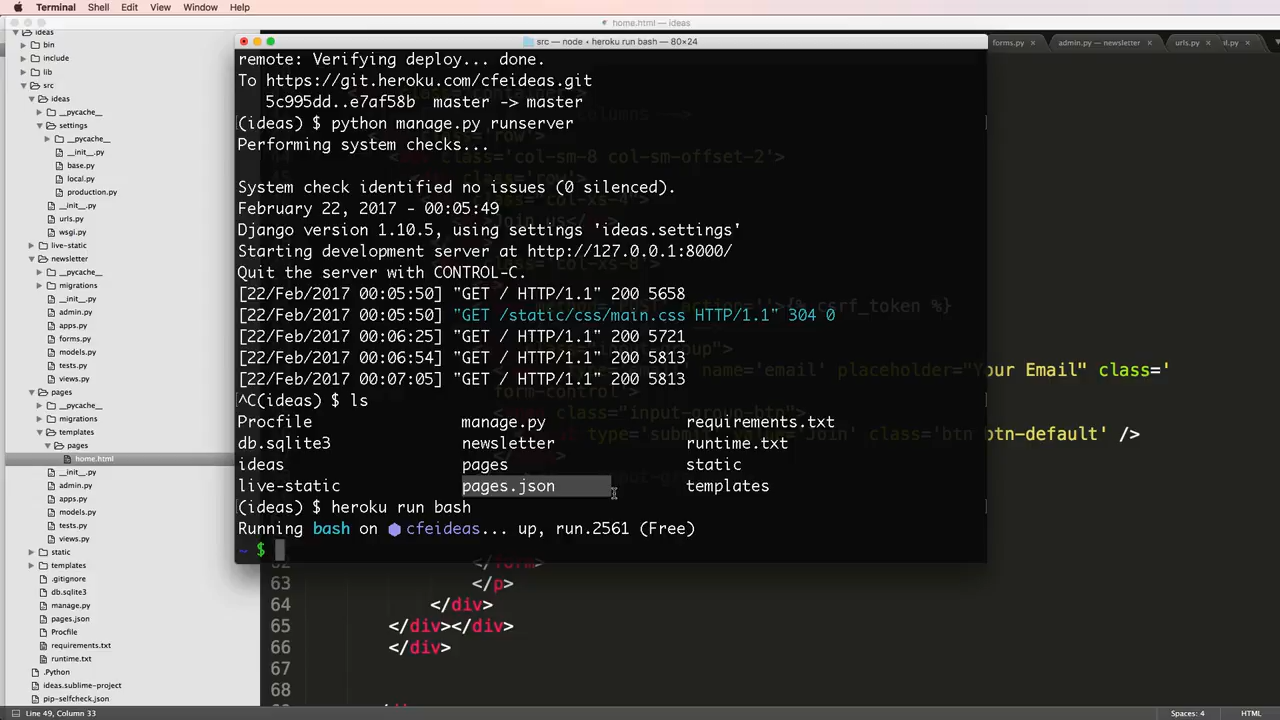 Terminal Shell Edit View Window Help
home.html — ideas
ideas
bin
include
lib
src
ideas
__pycache__
settings
__pycache__
__init__.py
base.py
local.py
production.py
__init__.py
urls.py
wsgi.py
live-static
newsletter
__pycache__
migrations
__init__.py
admin.py
apps.py
forms.py
models.py
tests.py
views.py
pages
__pycache__
migrations
templates
pages
home.html
__init__.py
admin.py
apps.py
models.py
tests.py
views.py
static
templates
.gitignore
db.sqlite3
manage.py
pages.json
Procfile
requirements.txt
runtime.txt
.Python
ideas.sublime-project
pip-selfcheck.json
src — node ‹ heroku run bash — 80×24
forms.py admin.py — newsletter urls.py
remote: Verifying deploy... done.
To https://git.heroku.com/cfeideas.git
5c995dd..e7af58b master -> master
(ideas) $ python manage.py runserver
Performing system checks...
System check identified no issues (0 silenced).
February 22, 2017 - 00:05:49
Django version 1.10.5, using settings 'ideas.settings'
Starting development server at http://127.0.0.1:8000/
Quit the server with CONTROL-C.
[22/Feb/2017 00:05:50] "GET / HTTP/1.1" 200 5658
[22/Feb/2017 00:05:50] "GET /static/css/main.css HTTP/1.1" 304 0
[22/Feb/2017 00:06:25] "GET / HTTP/1.1" 200 5721
[22/Feb/2017 00:06:54] "GET / HTTP/1.1" 200 5813
[22/Feb/2017 00:07:05] "GET / HTTP/1.1" 200 5813
^C(ideas) $ ls
Procfile manage.py requirements.txt
db.sqlite3 newsletter runtime.txt
ideas pages static
live-static pages.json templates
(ideas) $ heroku run bash
Running bash on cfeideas... up, run.2561 (Free)
~ $
{% csrf_token %}
name='email' placeholder="Your Email" class='
form-control'
class="input-group-btn">
class='btn btn-default' />
62 </form>
63 </p>
64 </div>
65 </div></div>
66 </div>
67
68
Line 49, Column 33
Spaces: 4 HTML